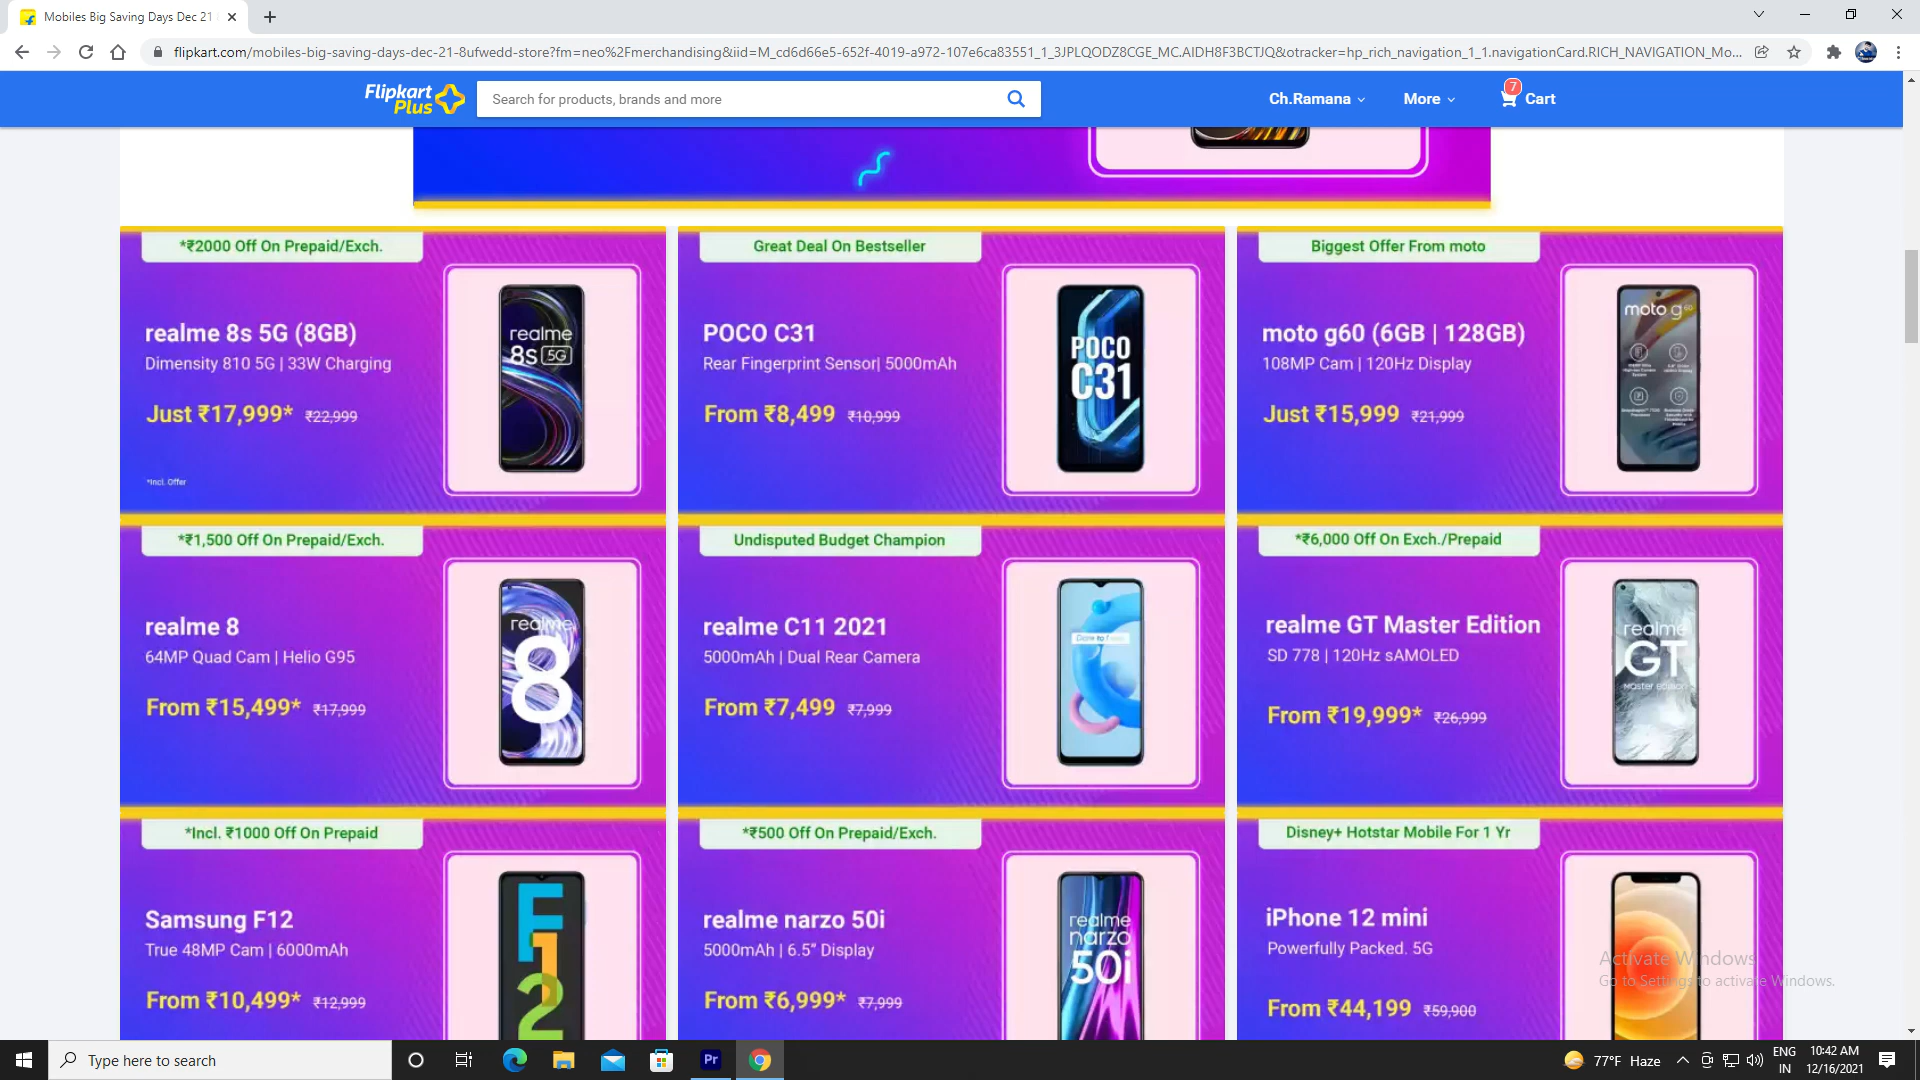 Mobiles Big Saving Days Dec 21
flipkart.com/mobiles-big-saving-days-dec-21-8ufwedd-store?fm=neo%2Fmerchandising&iid=M_cd6d66e5-652f-4019-a972-107e6ca83551_1_3JPLQODZ8CGE_MC.AIDH8F3BCTJQ&otracker=hp_rich_navigation_1_1.navigationCard.RICH_NAVIGATION_Mo...
Flipkart
Plus
Search for products, brands and more
Ch.Ramana
More
7
Cart
*₹2000 Off On Prepaid/Exch.
realme 8s 5G (8GB)
Dimensity 810 5G | 33W Charging
Just ₹17,999* ₹22,999
*Incl. Offer
realme
8s 5G
Great Deal On Bestseller
POCO C31
Rear Fingerprint Sensor| 5000mAh
From ₹8,499 ₹10,999
POCO
C31
Biggest Offer From moto
moto g60 (6GB | 128GB)
108MP Cam | 120Hz Display
Just ₹15,999 ₹21,999
moto g60
*₹1,500 Off On Prepaid/Exch.
realme 8
64MP Quad Cam | Helio G95
From ₹15,499* ₹17,999
realme
8
Undisputed Budget Champion
realme C11 2021
5000mAh | Dual Rear Camera
From ₹7,499 ₹7,999
*₹6,000 Off On Exch./Prepaid
realme GT Master Edition
SD 778 | 120Hz sAMOLED
From ₹19,999* ₹26,999
realme
GT
Master Edition
*Incl. ₹1000 Off On Prepaid
Samsung F12
True 48MP Cam | 6000mAh
From ₹10,499* ₹12,999
F12
*₹500 Off On Prepaid/Exch.
realme narzo 50i
5000mAh | 6.5” Display
From ₹6,999* ₹7,999
realme
narzo
50i
Disney+ Hotstar Mobile For 1 Yr
iPhone 12 mini
Powerfully Packed. 5G
From ₹44,199 ₹59,900
Activate Windows
Go to Settings to activate Windows.
Type here to search
Pr
77°F Haze
ENG
IN
10:42 AM
12/16/2021